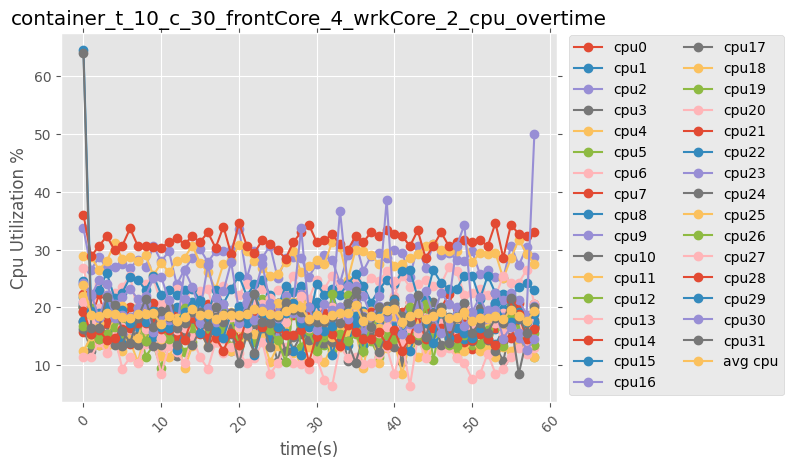 container_t_10_c_30_frontCore_4_wrkCore_2_cpu_overtime
Cpu Utilization %
60
50
40
30
20
10
0
10
20
30
40
50
60
time(s)
cpu0
cpu1
cpu2
cpu3
cpu4
cpu5
cpu6
cpu7
cpu8
cpu9
cpu10
cpu11
cpu12
cpu13
cpu14
cpu15
cpu16
cpu17
cpu18
cpu19
cpu20
cpu21
cpu22
cpu23
cpu24
cpu25
cpu26
cpu27
cpu28
cpu29
cpu30
cpu31
avg cpu